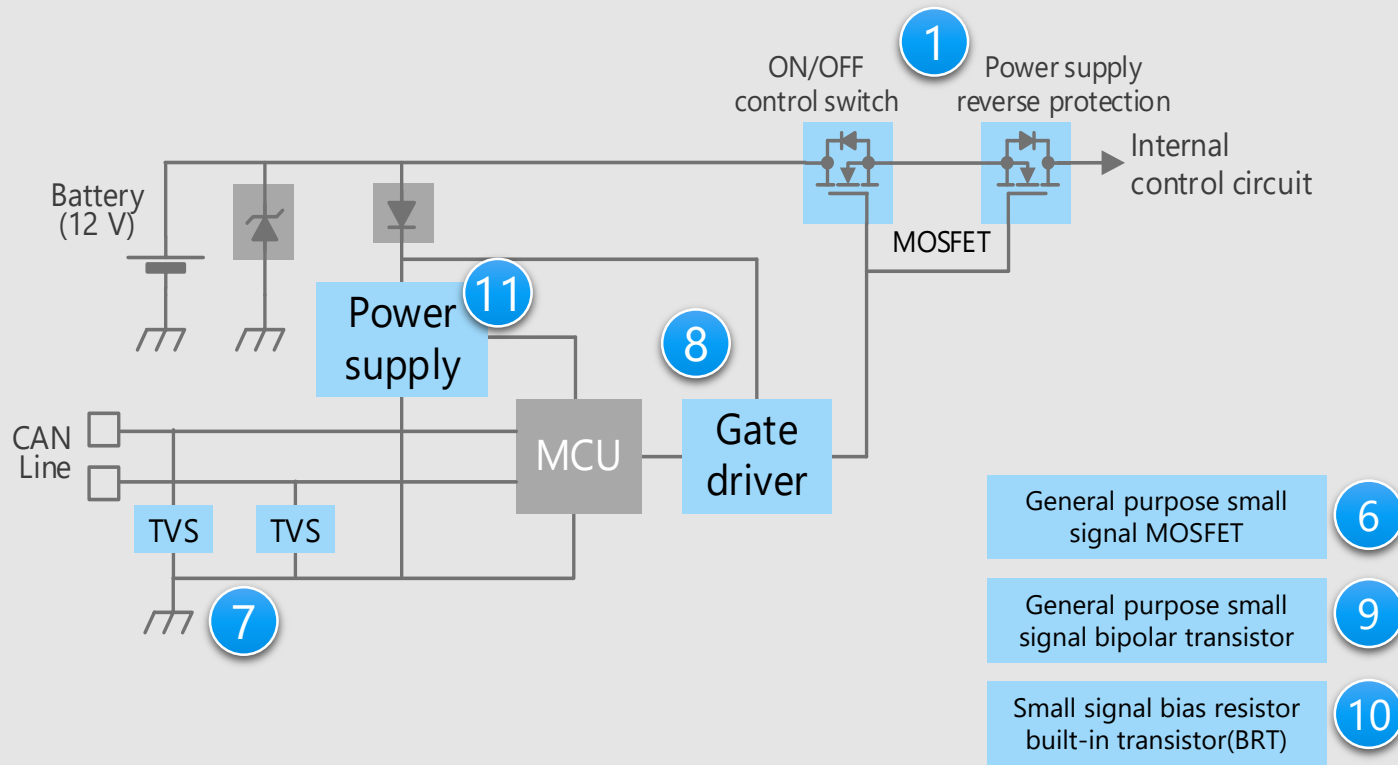 1
ON/OFF
control switch
Power supply
reverse protection
Internal
control circuit
Battery
(12 V)
MOSFET
11
Power
supply
8
CAN
Line
MCU
Gate
driver
TVS
TVS
7
General purpose small
signal MOSFET
6
General purpose small
signal bipolar transistor
9
Small signal bias resistor
built-in transistor(BRT)
10